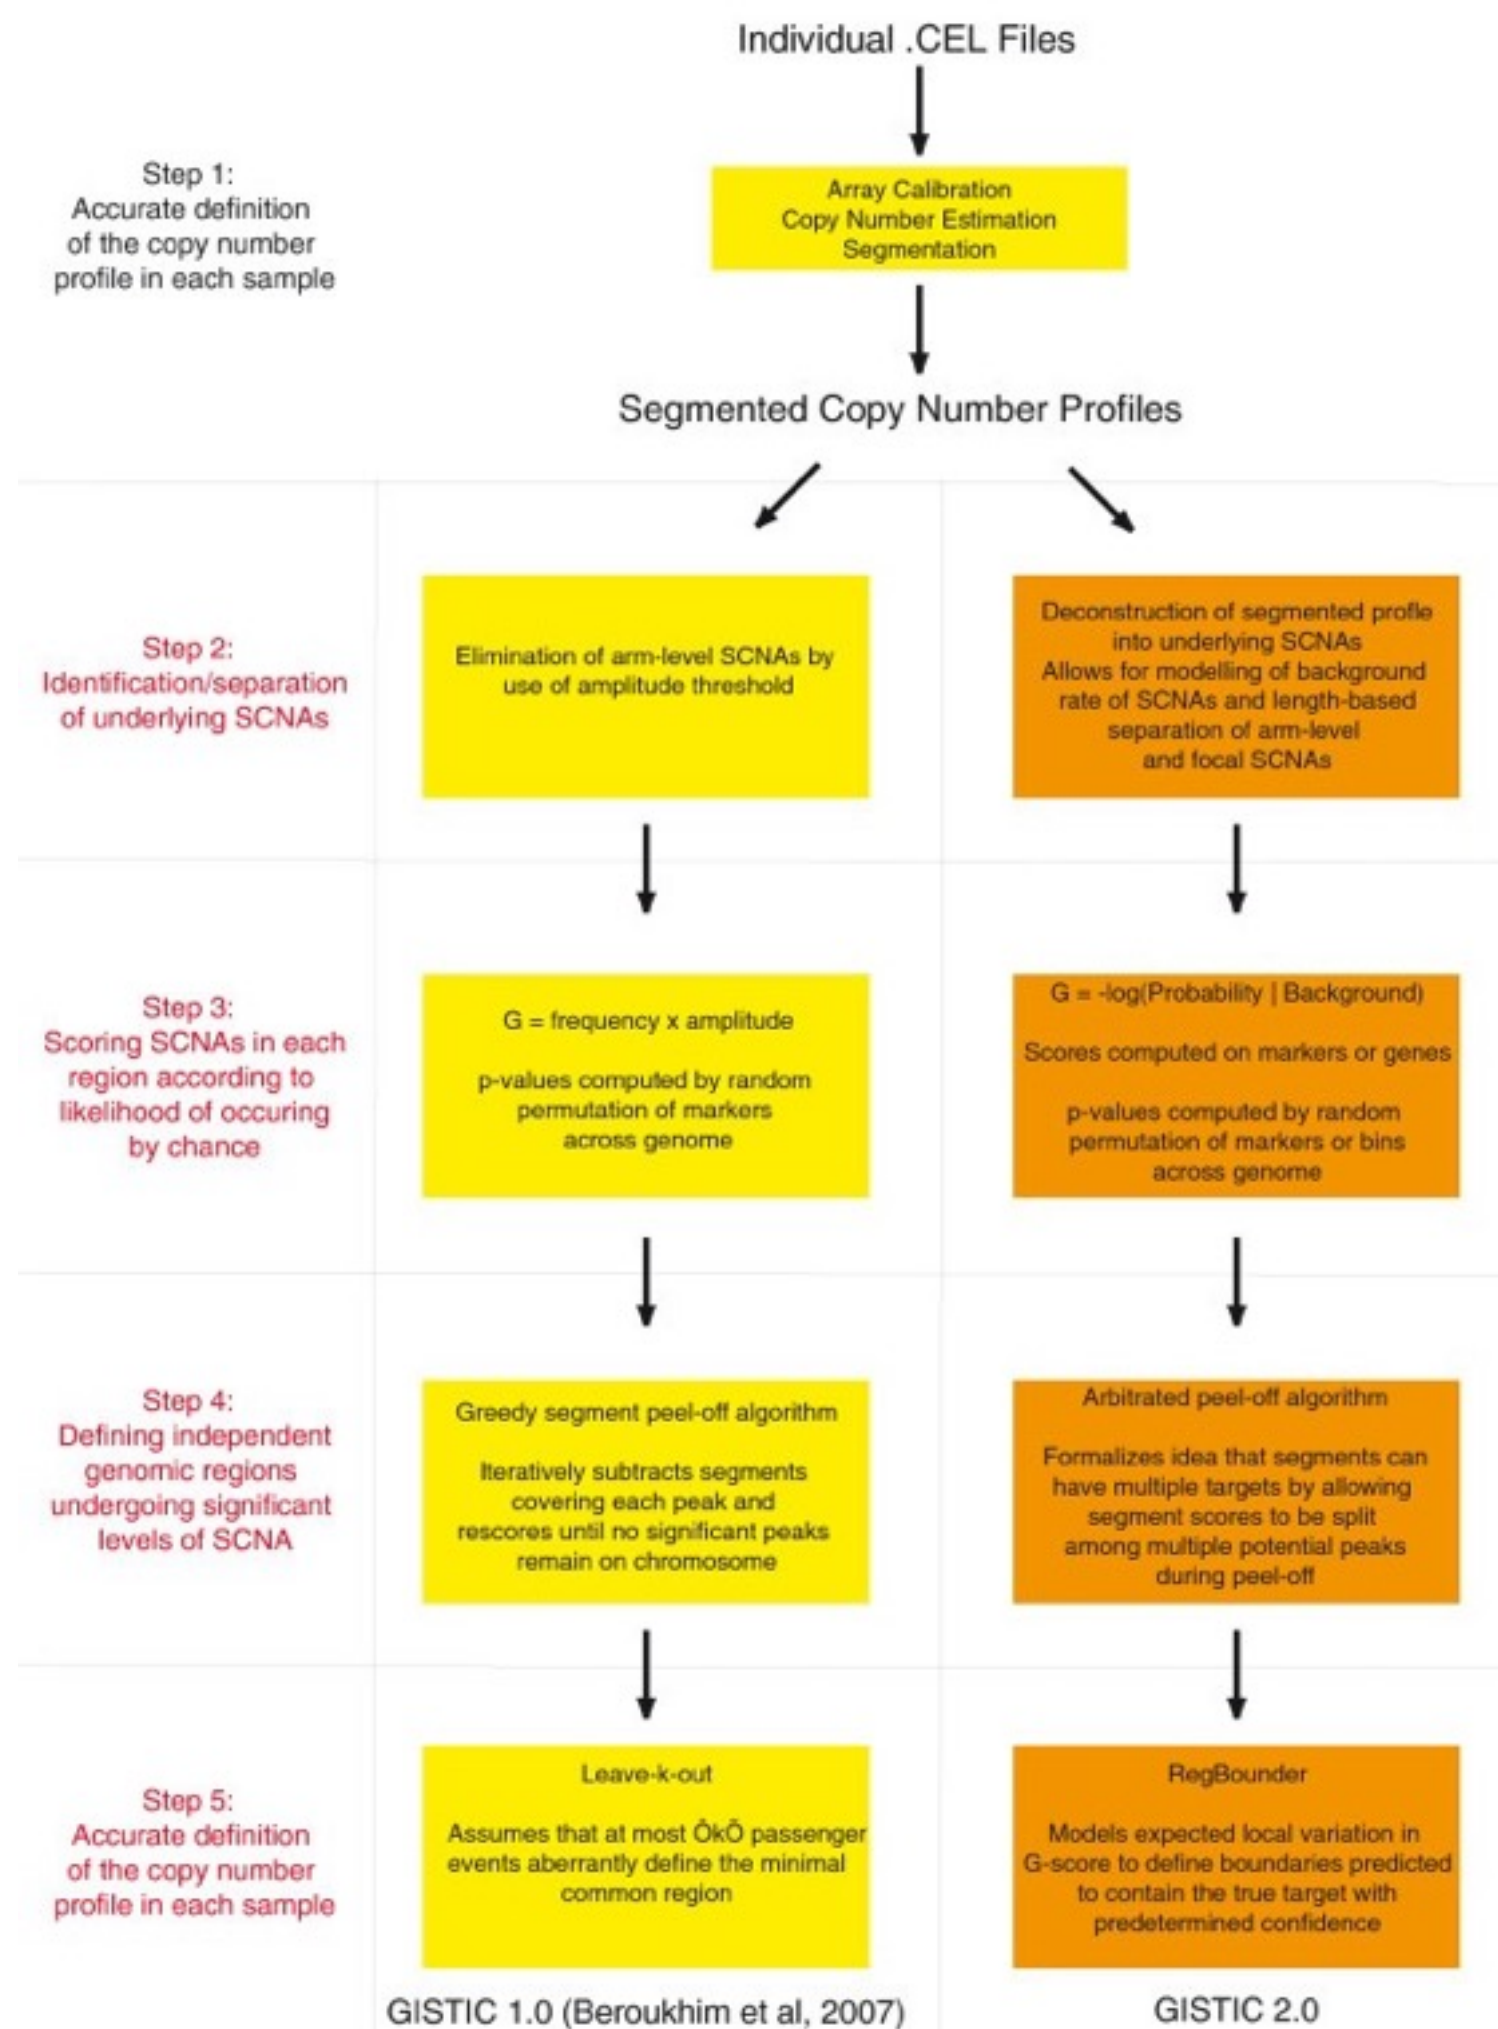 Individual .CEL Files
Step 1:
Accurate definition
of the copy number
profile in each sample
Array Calibration
Copy Number Estimation
Segmentation
Segmented Copy Number Profiles
Step 2:
Identification/separation
of underlying SCNAs
Elimination of arm-level SCNAs by
use of amplitude threshold
Deconstruction of segmented profle
into underlying SCNAs
Allows for modelling of background
rate of SCNAs and length-based
separation of arm-level
and focal SCNAs
Step 3:
Scoring SCNAs in each
region according to
likelihood of occuring
by chance
G = frequency x amplitude
p-values computed by random
permutation of markers
across genome
G = -log(Probability | Background)
Scores computed on markers or genes
p-values computed by random
permutation of markers or bins
across genome
Step 4:
Defining independent
genomic regions
undergoing significant
levels of SCNA
Greedy segment peel-off algorithm
Iteratively subtracts segments
covering each peak and
rescores until no significant peaks
remain on chromosome
Arbitrated peel-off algorithm
Formalizes idea that segments can
have multiple targets by allowing
segment scores to be split
among multiple potential peaks
during peel-off
Step 5:
Accurate definition
of the copy number
profile in each sample
Leave-k-out
Assumes that at most ÔkÕ passenger
events aberrantly define the minimal
common region
RegBounder
Models expected local variation in
G-score to define boundaries predicted
to contain the true target with
predetermined confidence
GISTIC 1.0 (Beroukhim et al, 2007)
GISTIC 2.0